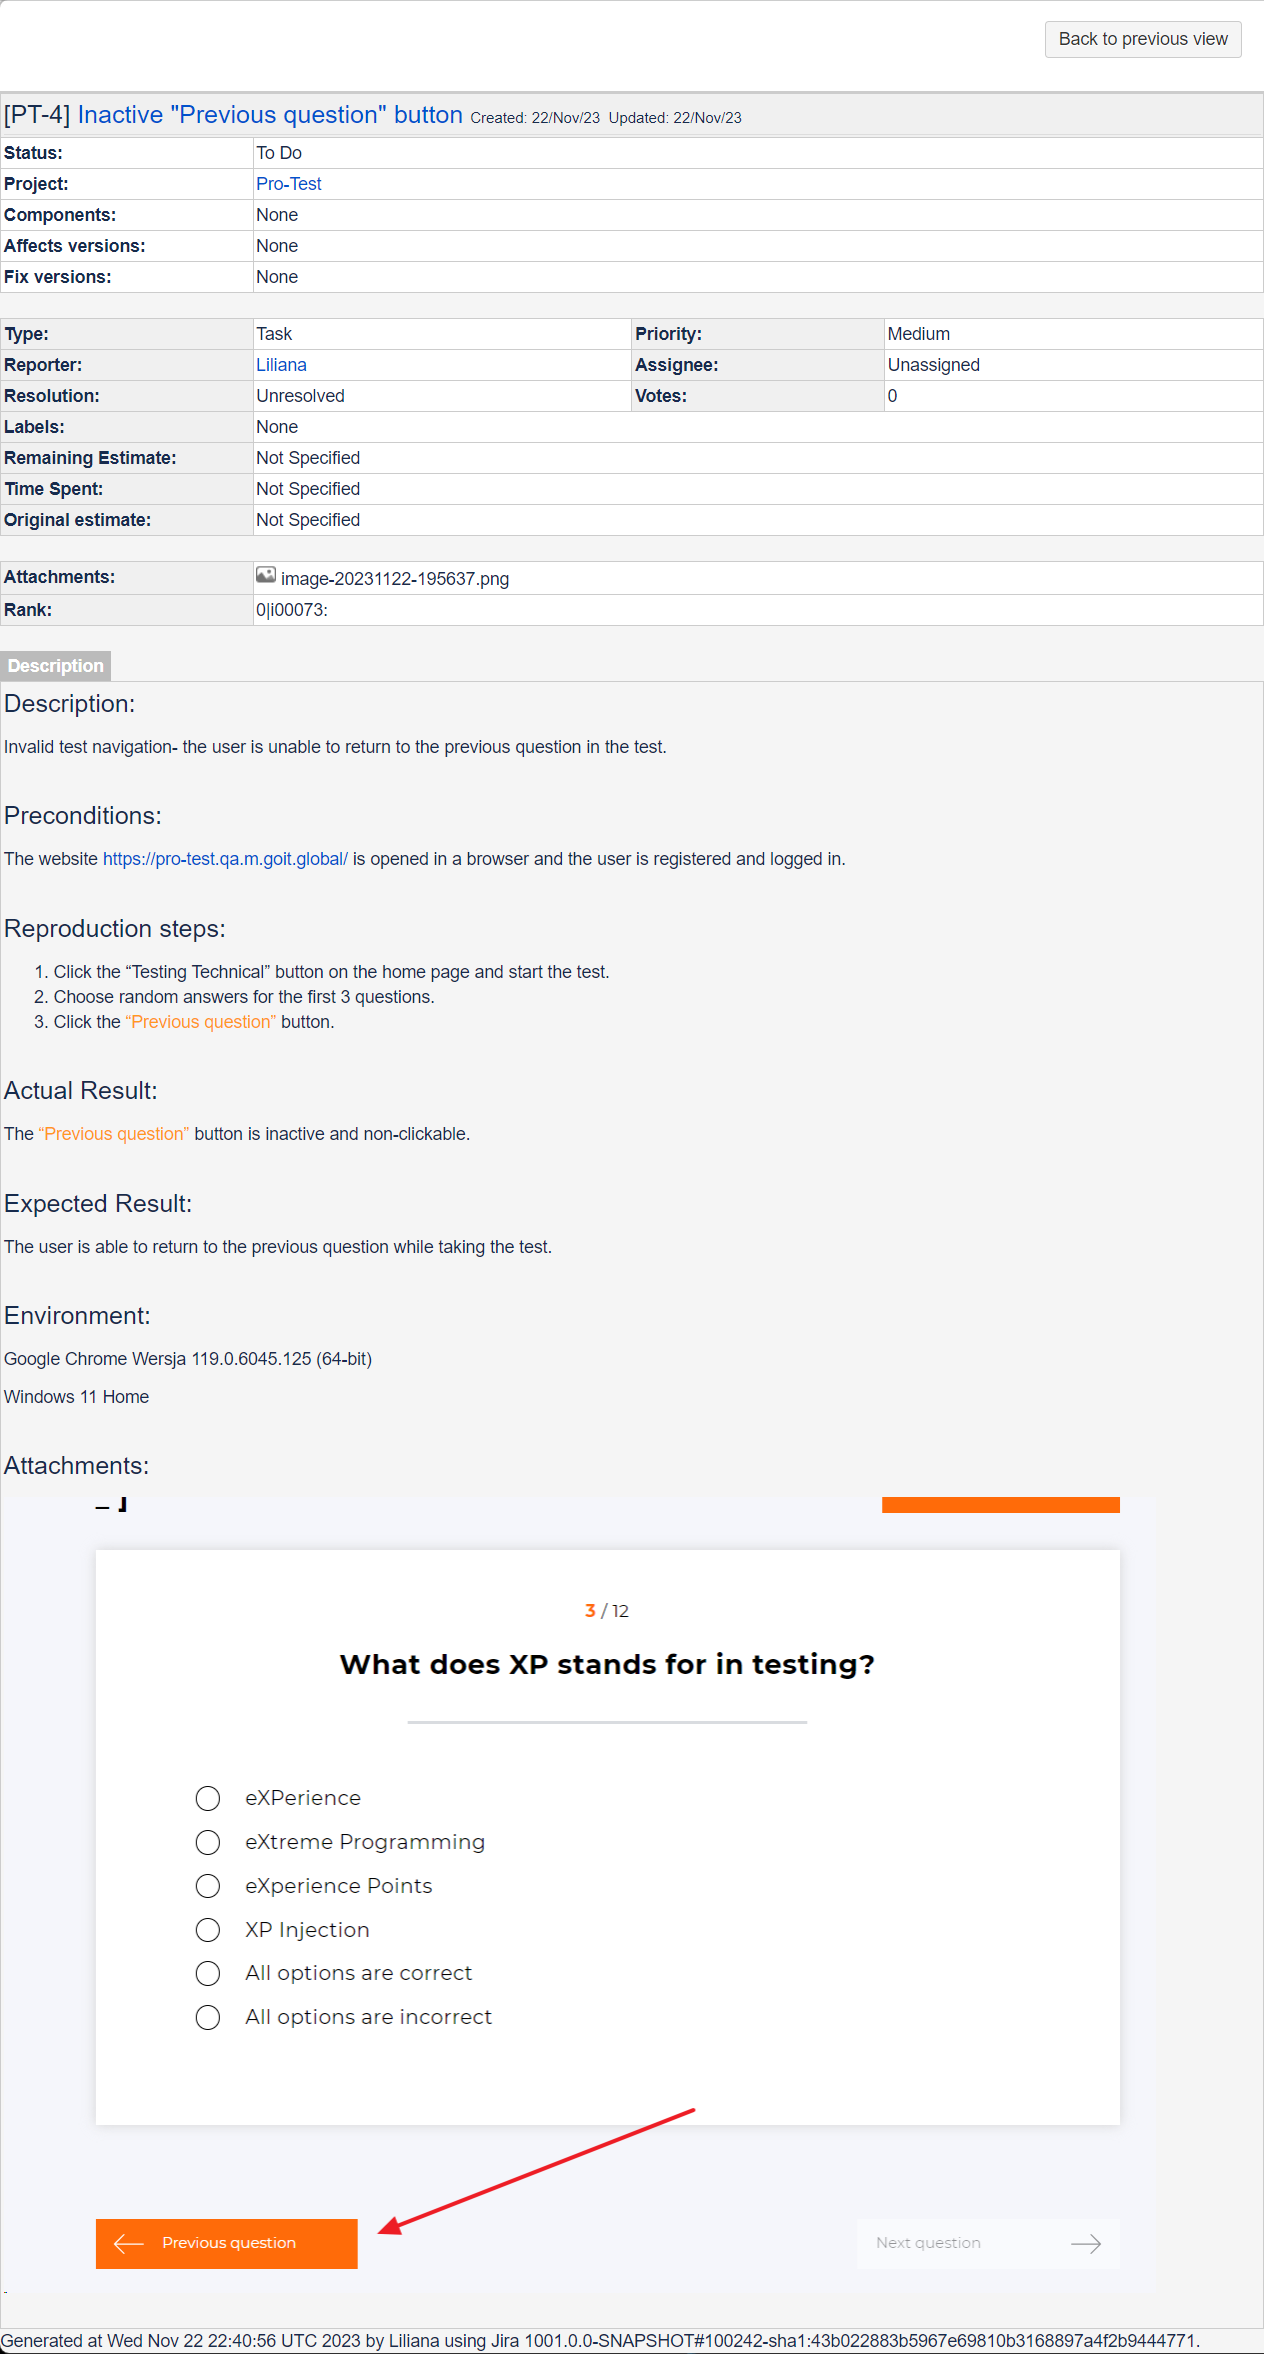 Back to previous view
[PT-4] Inactive "Previous question" button Created: 22/Nov/23 Updated: 22/Nov/23
Status: To Do
Project: Pro-Test
Components: None
Affects versions: None
Fix versions: None
Type: Task Priority: Medium
Reporter: Liliana Assignee: Unassigned
Resolution: Unresolved Votes: 0
Labels: None
Remaining Estimate: Not Specified
Time Spent: Not Specified
Original estimate: Not Specified
Attachments: image-20231122-195637.png
Rank: 0|i00073:
Description
Description:
Invalid test navigation- the user is unable to return to the previous question in the test.
Preconditions:
The website https://pro-test.qa.m.goit.global/ is opened in a browser and the user is registered and logged in.
Reproduction steps:
1. Click the “Testing Technical” button on the home page and start the test.
2. Choose random answers for the first 3 questions.
3. Click the “Previous question” button.
Actual Result:
The “Previous question” button is inactive and non-clickable.
Expected Result:
The user is able to return to the previous question while taking the test.
Environment:
Google Chrome Wersja 119.0.6045.125 (64-bit)
Windows 11 Home
Attachments:
3 / 12
What does XP stands for in testing?
eXPerience
eXtreme Programming
eXperience Points
XP Injection
All options are correct
All options are incorrect
Previous question Next question
Generated at Wed Nov 22 22:40:56 UTC 2023 by Liliana using Jira 1001.0.0-SNAPSHOT#100242-sha1:43b022883b5967e69810b3168897a4f2b9444771.